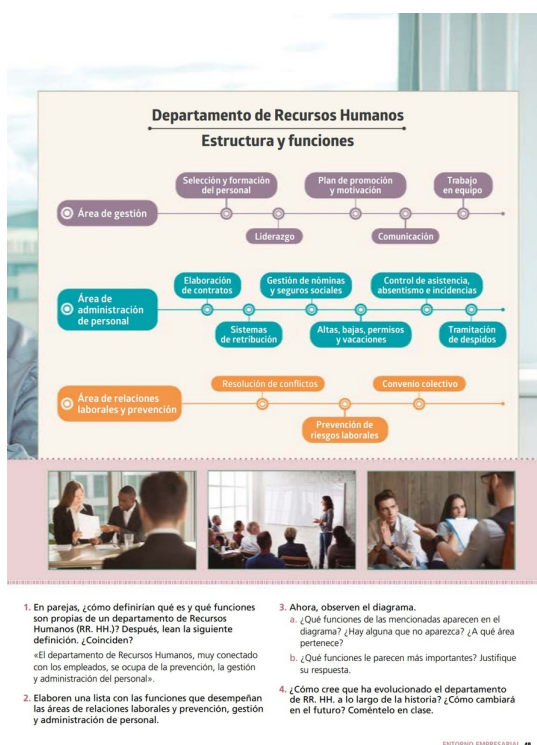 Departamento de Recursos Humanos
Estructura y funciones
Selección y formación
del personal
Plan de promoción
y motivación
Trabajo
en equipo
Área de gestión
Liderazgo
Comunicación
Elaboración
de contratos
Gestión de nóminas
y seguros sociales
Control de asistencia,
absentismo e incidencias
Área de
administración
de personal
Sistemas
de retribución
Altas, bajas, permisos
y vacaciones
Tramitación
de despidos
Resolución de conflictos
Convenio colectivo
Área de relaciones
laborales y prevención
Prevención de
riesgos laborales
1. En parejas, ¿cómo definirían qué es y qué funciones
son propias de un departamento de Recursos
Humanos (RR. HH.)? Después, lean la siguiente
definición. ¿Coinciden?
«El departamento de Recursos Humanos, muy conectado
con los empleados, se ocupa de la prevención, la gestión
y administración del personal».
2. Elaboren una lista con las funciones que desempeñan
las áreas de relaciones laborales y prevención, gestión
y administración de personal.
3. Ahora, observen el diagrama.
a. ¿Qué funciones de las mencionadas aparecen en el
diagrama? ¿Hay alguna que no aparezca? ¿A qué área
pertenece?
b. ¿Qué funciones le parecen más importantes? Justifique
su respuesta.
4. ¿Cómo cree que ha evolucionado el departamento
de RR. HH. a lo largo de la historia? ¿Cómo cambiará
en el futuro? Coméntelo en clase.
ENTORNO EMPRESARIAL